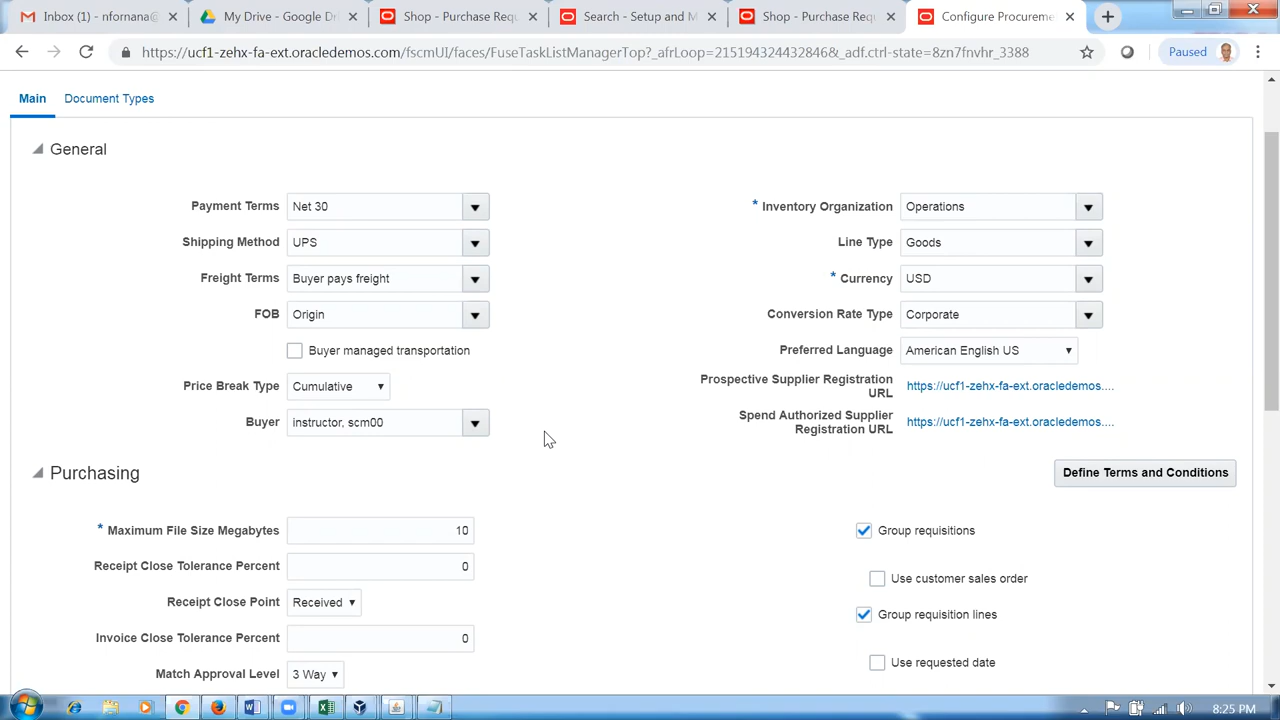 Inbox (1) - nfornana@
My Drive - Google Dr
Shop - Purchase Req
Search - Setup and M
Shop - Purchase Req
Configure Procureme
https://ucf1-zehx-fa-ext.oracledemos.com/fscmUI/faces/FuseTaskListManagerTop?_afrLoop=21519432443284​6&_adf.ctrl-state=8zn7fnvhr_3388
Paused
Main
Document Types
General
Payment Terms Net 30
* Inventory Organization Operations
Shipping Method UPS
Line Type Goods
Freight Terms Buyer pays freight
* Currency USD
FOB Origin
Conversion Rate Type Corporate
Buyer managed transportation
Preferred Language American English US
Price Break Type Cumulative
Prospective Supplier Registration
URL
https://ucf1-zehx-fa-ext.oracledemos....
Buyer instructor, scm00
Spend Authorized Supplier
Registration URL
https://ucf1-zehx-fa-ext.oracledemos....
Purchasing
Define Terms and Conditions
* Maximum File Size Megabytes 10
Group requisitions
Receipt Close Tolerance Percent 0
Use customer sales order
Receipt Close Point Received
Group requisition lines
Invoice Close Tolerance Percent 0
Use requested date
Match Approval Level 3 Way
8:25 PM